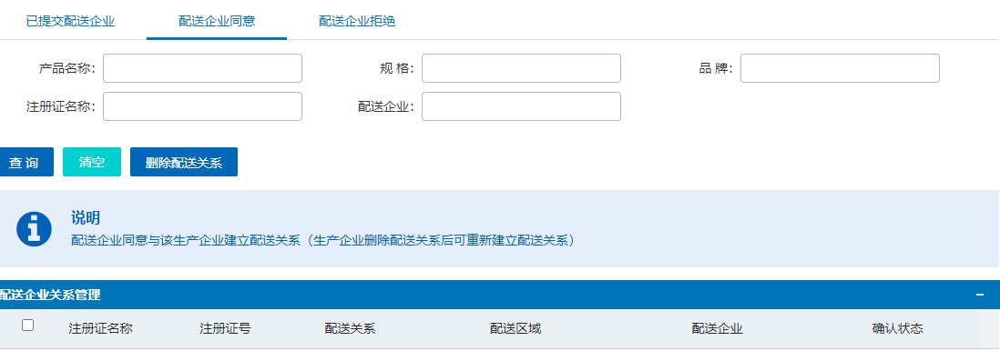 已提交配送企业 配送企业同意 配送企业拒绝
产品名称: 规 格: 品 牌:
注册证名称: 配送企业:
查 询 清空 删除配送关系
说明
配送企业同意与该生产企业建立配送关系（生产企业删除配送关系后可重新建立配送关系）
配送企业关系管理
注册证名称 注册证号 配送关系 配送区域 配送企业 确认状态